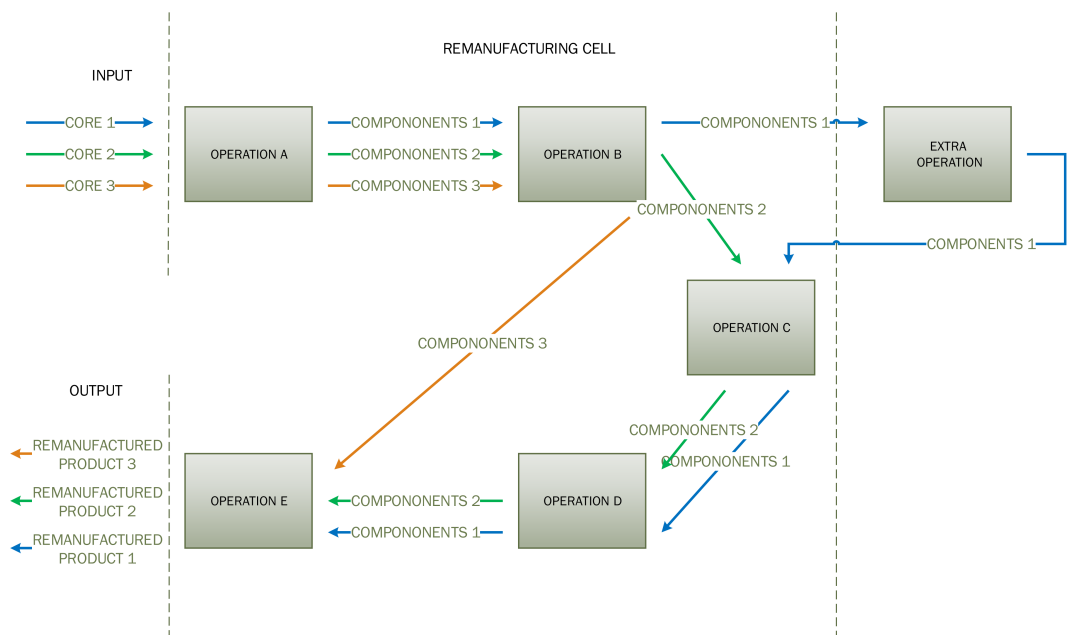 REMANUFACTURING CELL
INPUT
CORE 1
CORE 2
CORE 3
OPERATION A
COMPONONENTS 1
COMPONONENTS 2
COMPONONENTS 3
OPERATION B
COMPONONENTS 1
EXTRA
OPERATION
COMPONONENTS 2
COMPONENTS 1
OPERATION C
COMPONONENTS 3
OUTPUT
COMPONONENTS 2
COMPONONENTS 1
REMANUFACTURED
PRODUCT 3
REMANUFACTURED
PRODUCT 2
REMANUFACTURED
PRODUCT 1
OPERATION E
COMPONONENTS 2
COMPONONENTS 1
OPERATION D